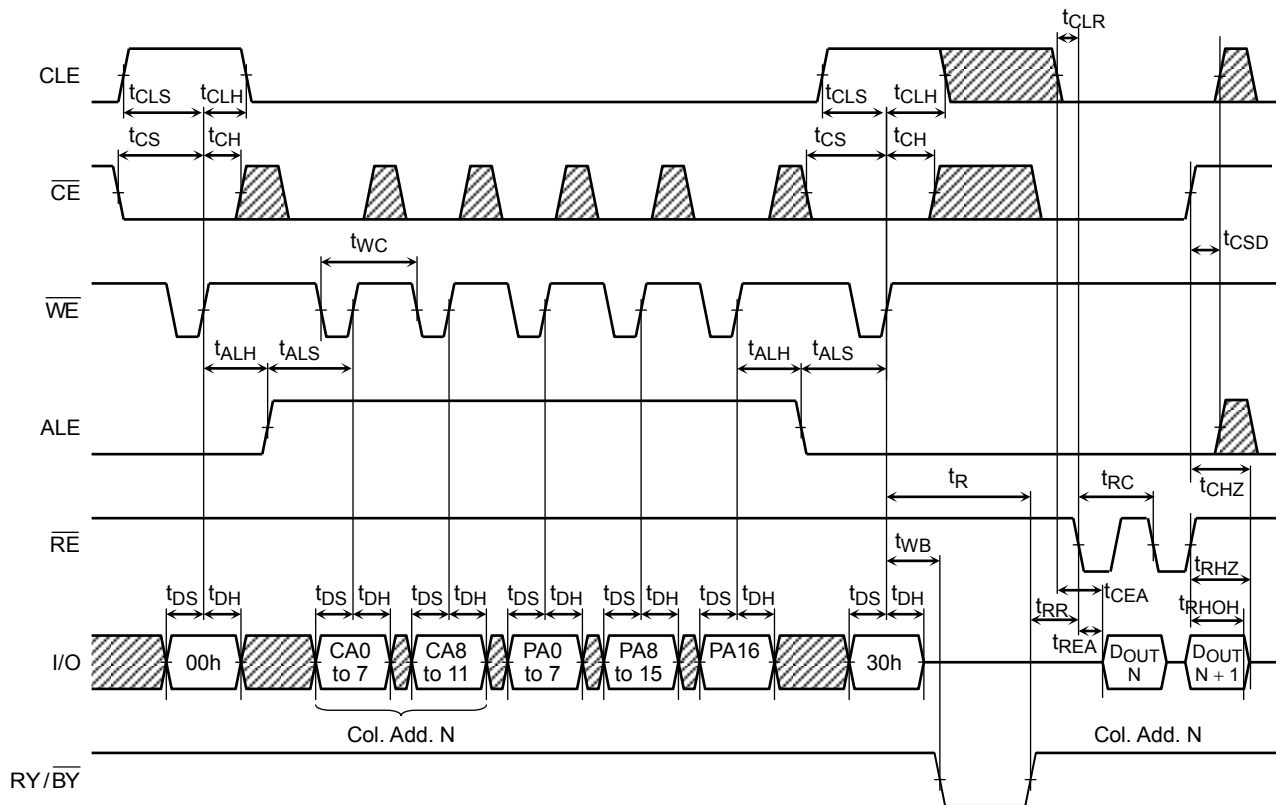 tCLR
CLE
tCLS tCLH tCLS tCLH
tCS tCH tCS tCH
CE
tWC tCSD
WE
tALH tALS tALH tALS
ALE
tR tRC tCHZ
RE
tWB tRHZ
tDS tDH tDS tDH tDS tDH tDS tDH tDS tDH tDS tDH tDS tDH tCEA
tRR tRHOH
tREA
I/O 00h CA0 to 7 CA8 to 11 PA0 to 7 PA8 to 15 PA16 30h DOUT N DOUT N + 1
Col. Add. N Col. Add. N
RY/BY